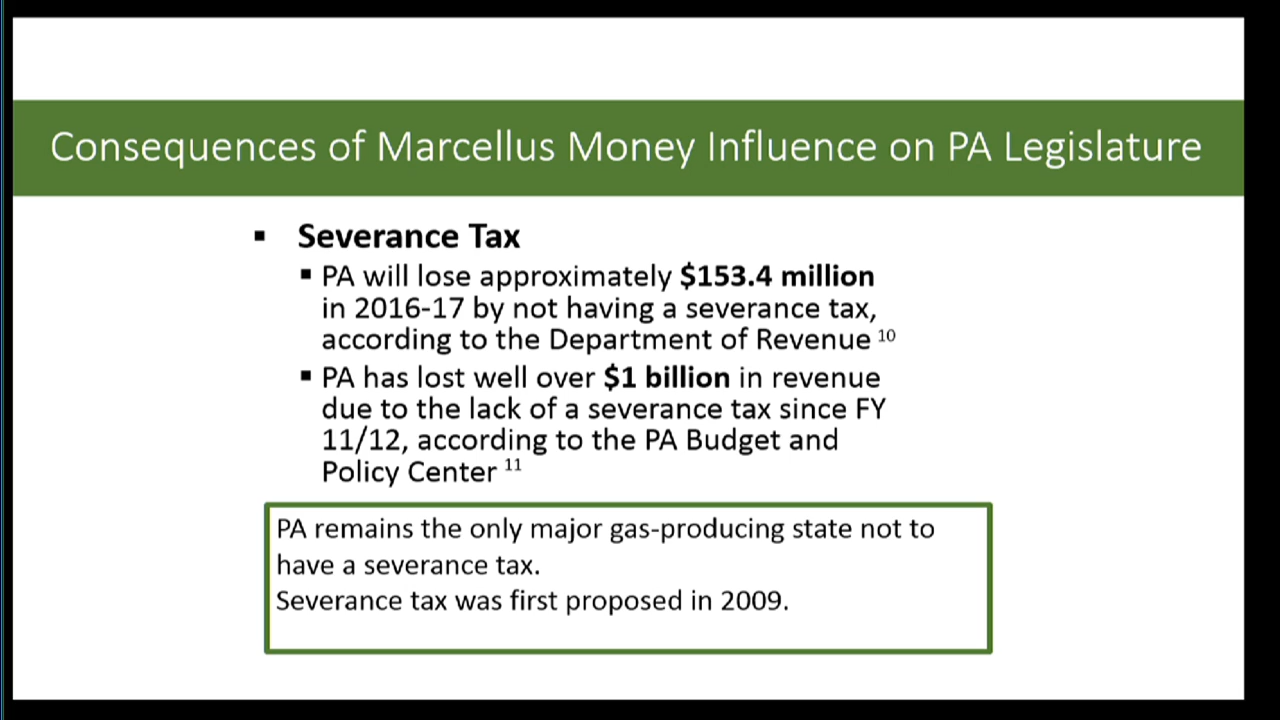 Consequences of Marcellus Money Influence on PA Legislature
▪ Severance Tax
▪ PA will lose approximately $153.4 million
in 2016-17 by not having a severance tax,
according to the Department of Revenue 10
▪ PA has lost well over $1 billion in revenue
due to the lack of a severance tax since FY
11/12, according to the PA Budget and
Policy Center 11
PA remains the only major gas-producing state not to
have a severance tax.
Severance tax was first proposed in 2009.